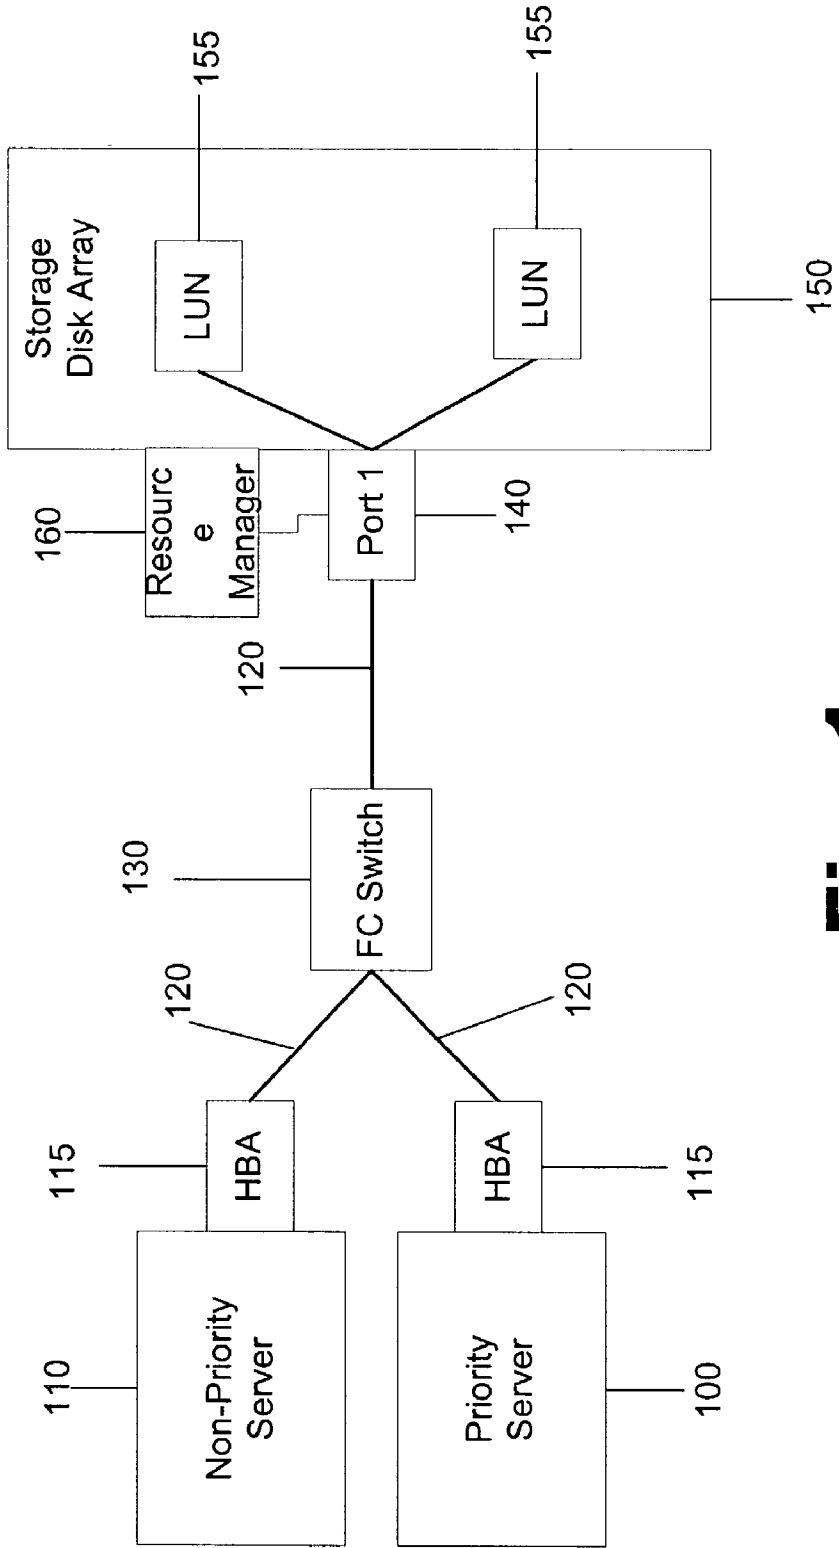 110
Non-Priority
Server
115
HBA
120
Priority
Server
100
HBA
115
120
130
FC Switch
120
160
Resourc
e
Manager
Port 1
140
Storage
Disk Array
LUN
155
LUN
155
150